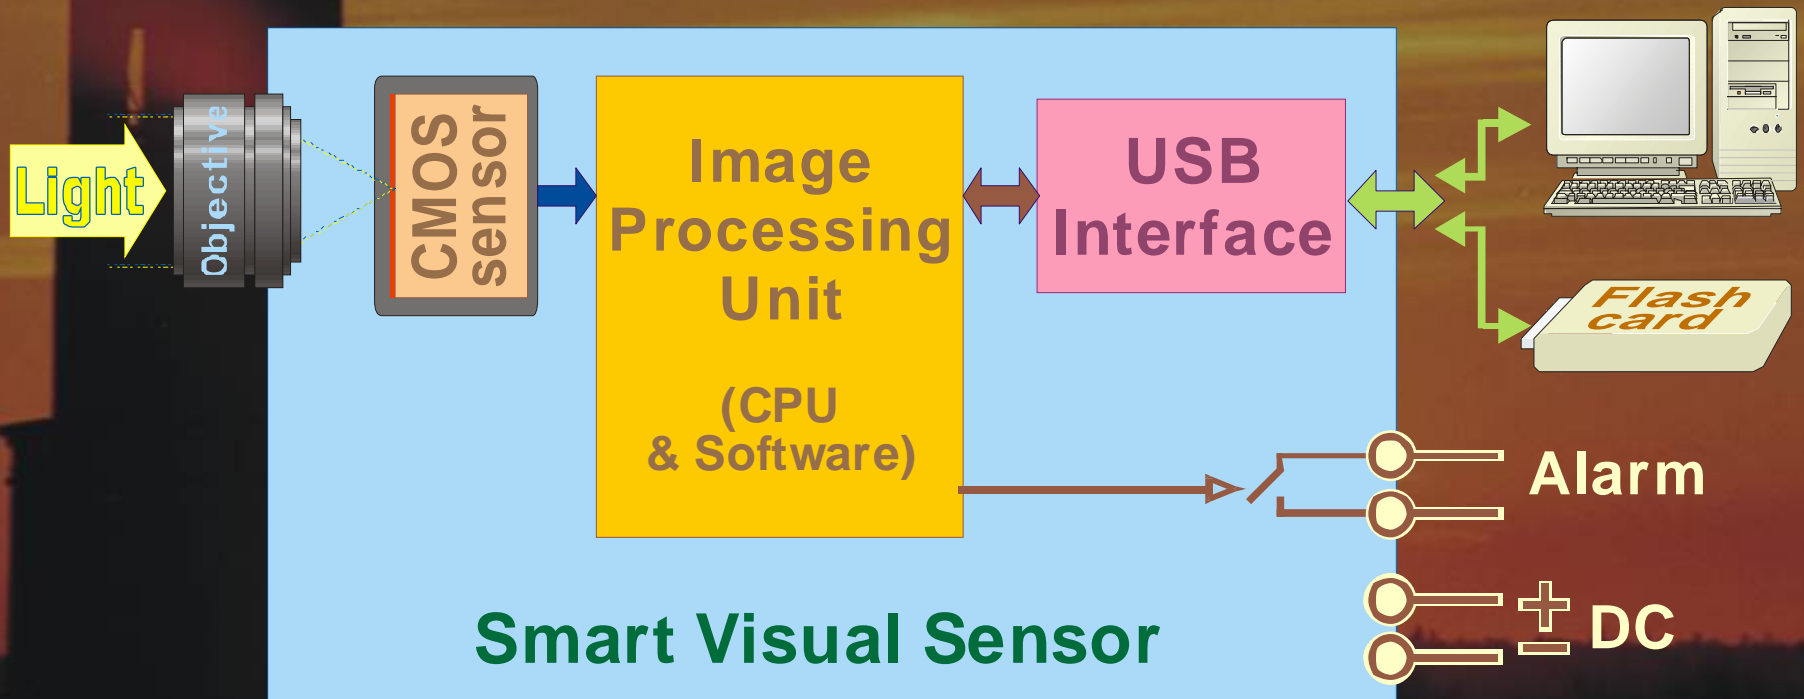 Light
Objective
CMOS
sensor
Image
Processing
Unit
(CPU
& Software)
USB
Interface
Flash
card
Alarm
+
DC
–
Smart Visual Sensor